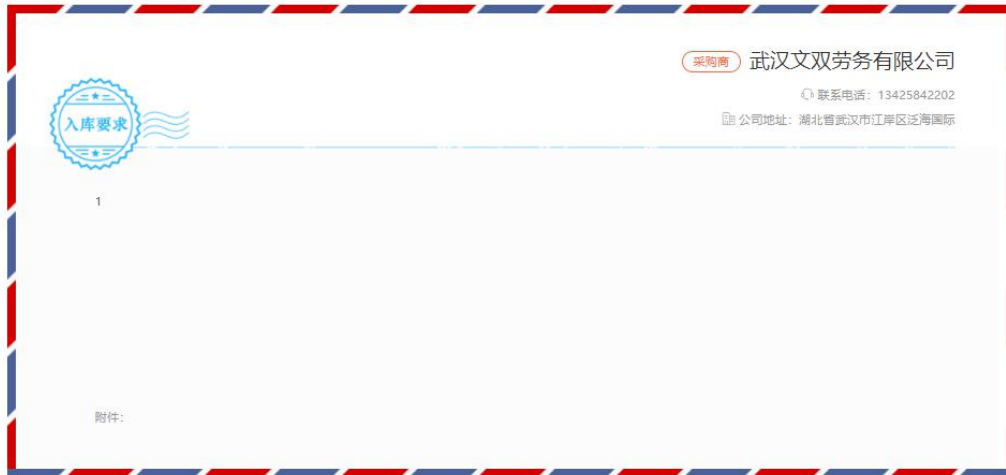 采购商 武汉文双劳务有限公司
联系电话：13425842202
公司地址：湖北省武汉市江岸区泛海国际
入库要求
1
附件：